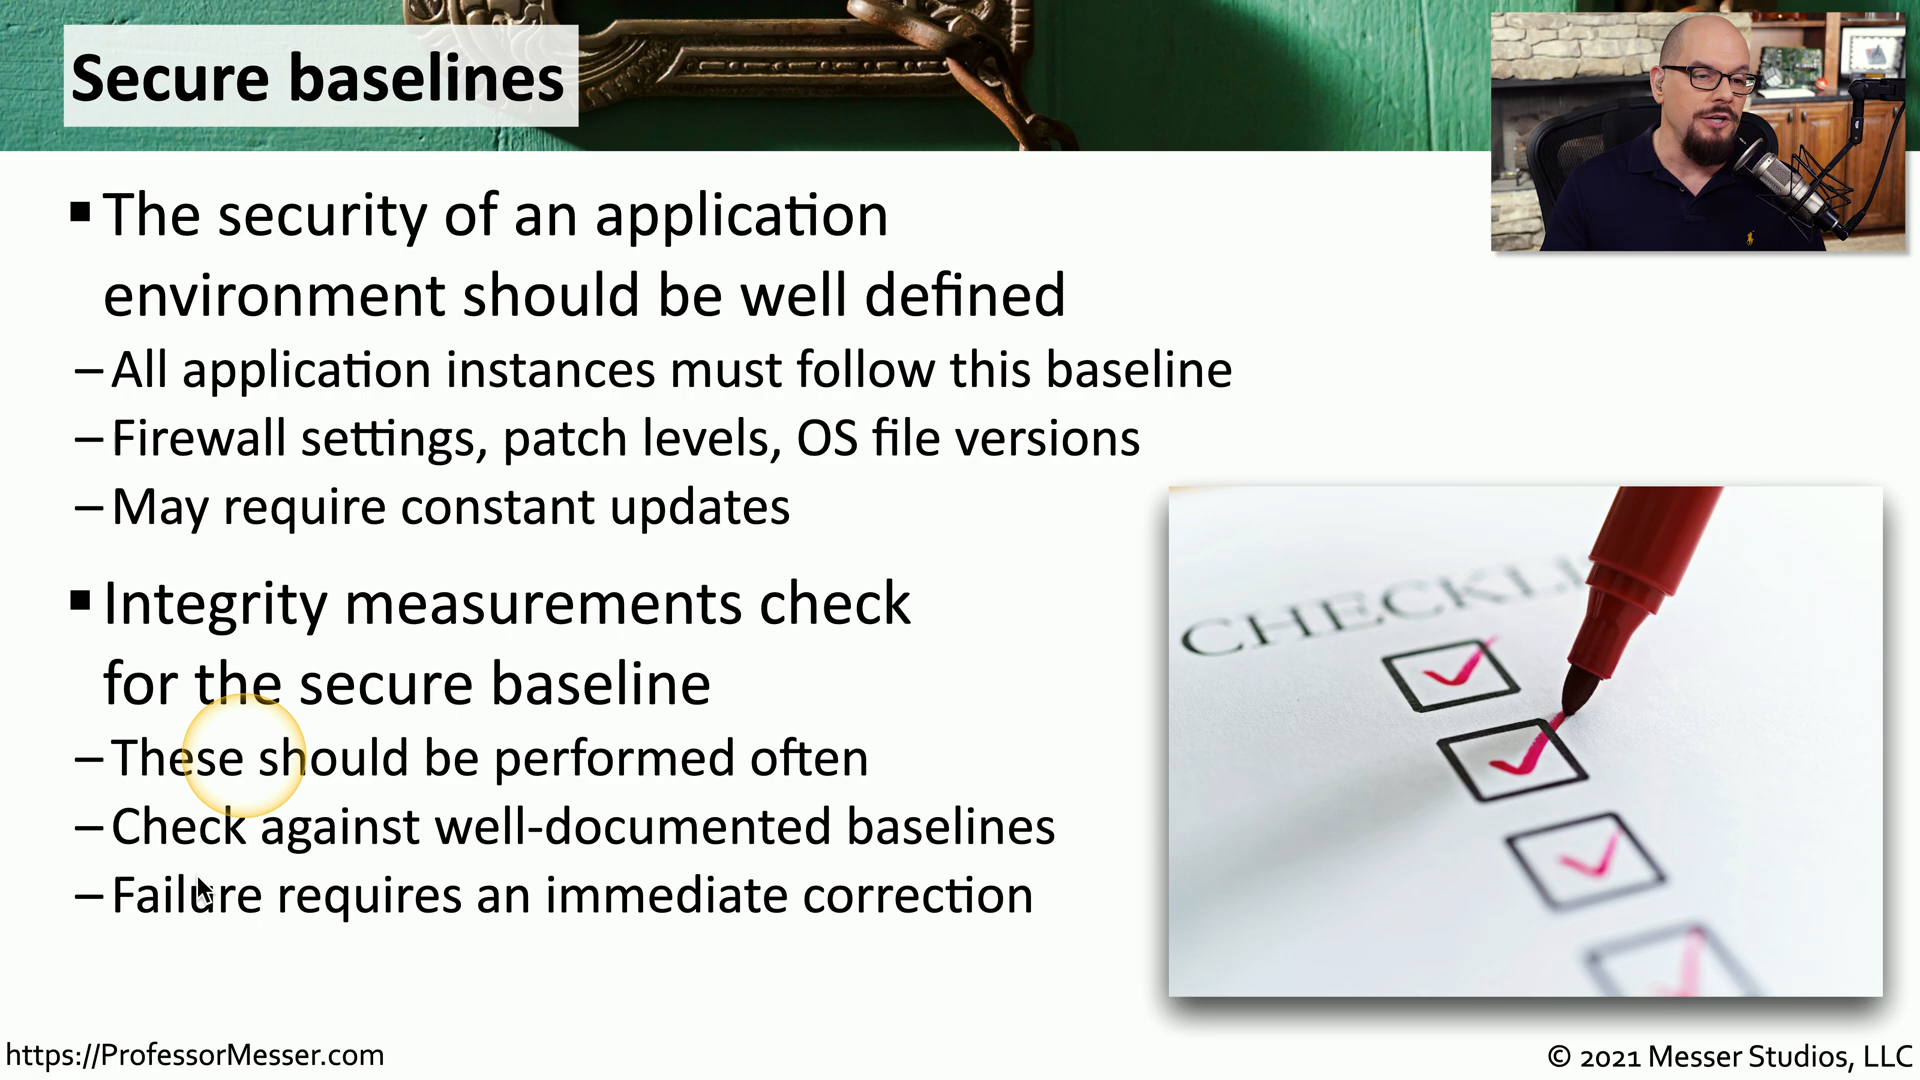 Secure baselines
▪ The security of an application
environment should be well defined
– All application instances must follow this baseline
– Firewall settings, patch levels, OS file versions
– May require constant updates
▪ Integrity measurements check
for the secure baseline
– These should be performed often
– Check against well-documented baselines
– Failure requires an immediate correction
CHECKLI
https://ProfessorMesser.com
© 2021 Messer Studios, LLC